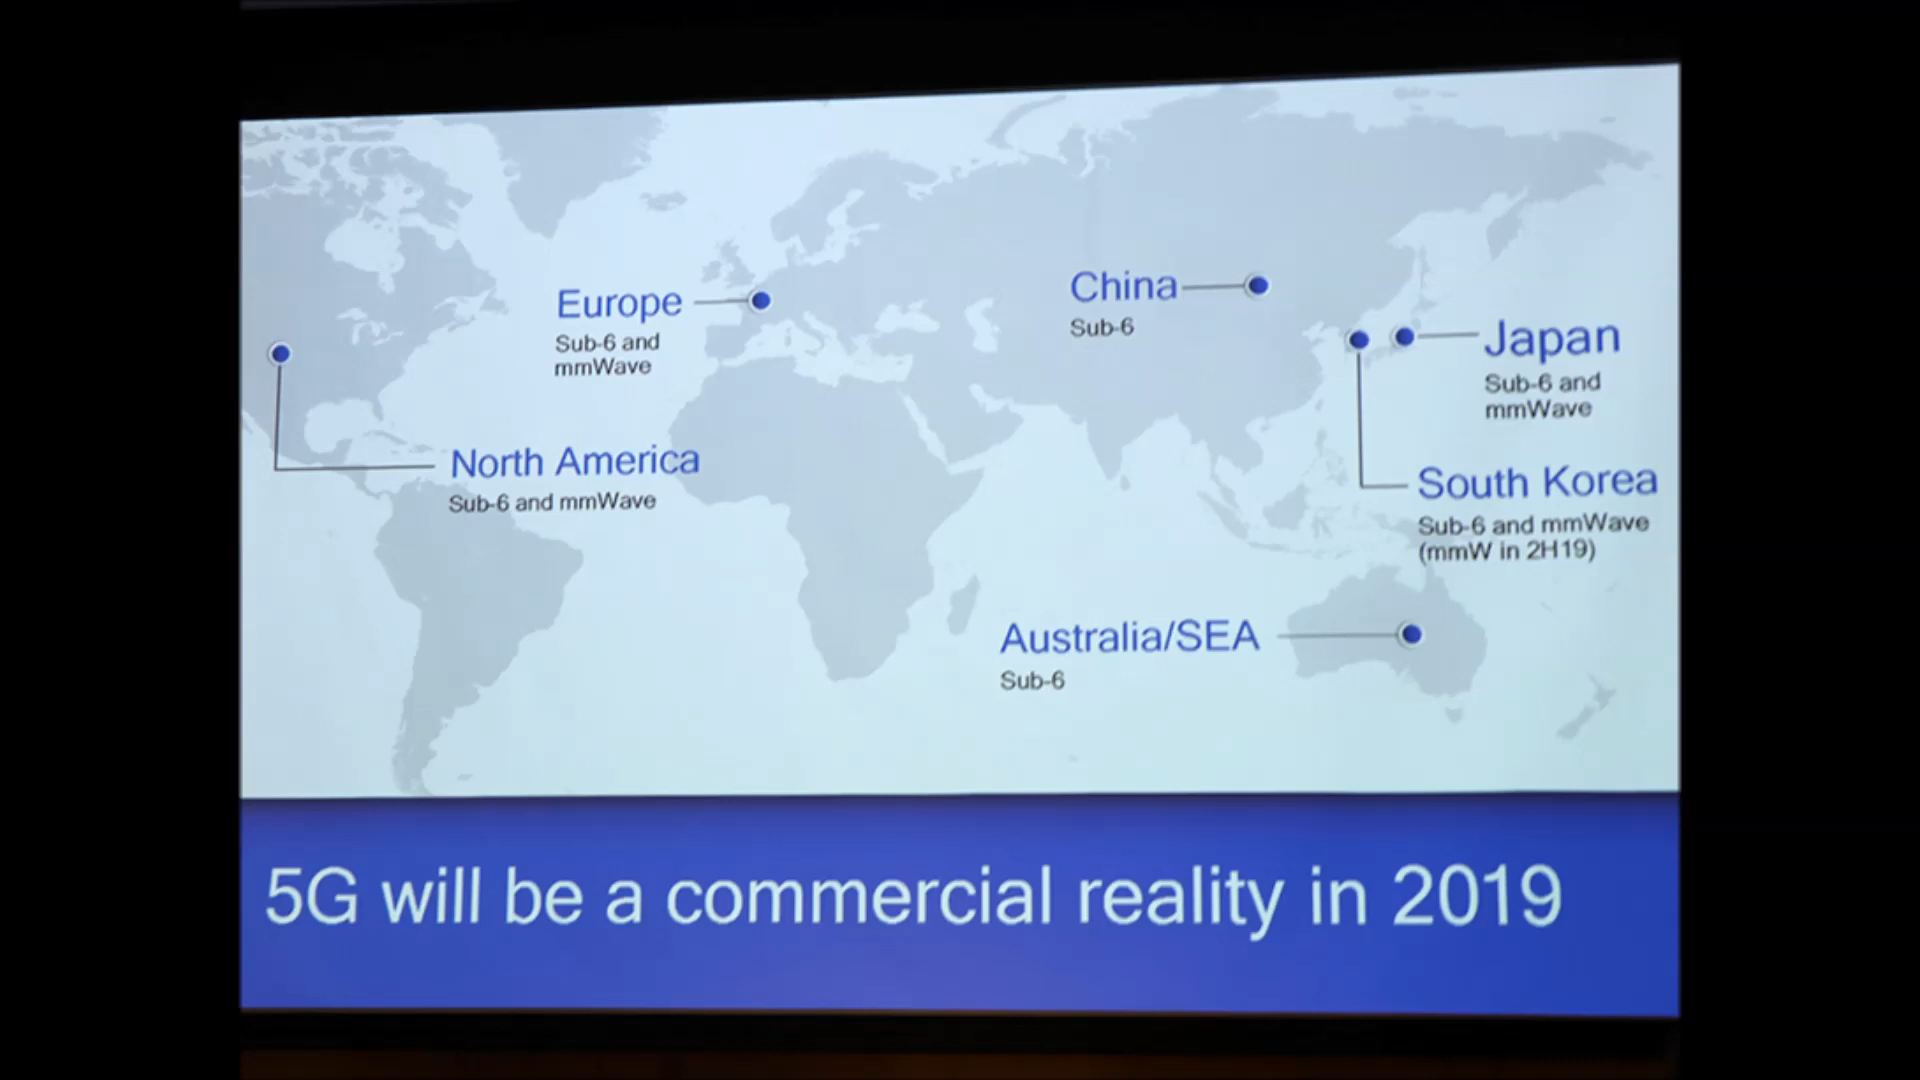 Europe
Sub-6 and
mmWave
China
Sub-6
Japan
Sub-6 and
mmWave
North America
Sub-6 and mmWave
South Korea
Sub-6 and mmWave
(mmW in 2H19)
Australia/SEA
Sub-6
5G will be a commercial reality in 2019